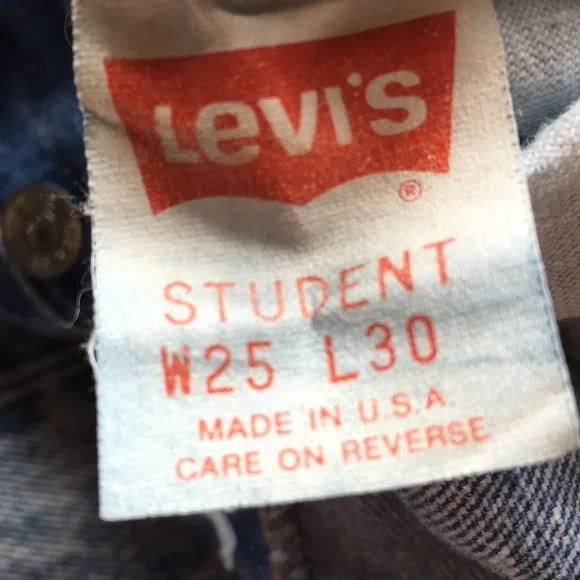 Levi's
®
STUDENT
W25 L30
MADE IN U.S.A.
CARE ON REVERSE